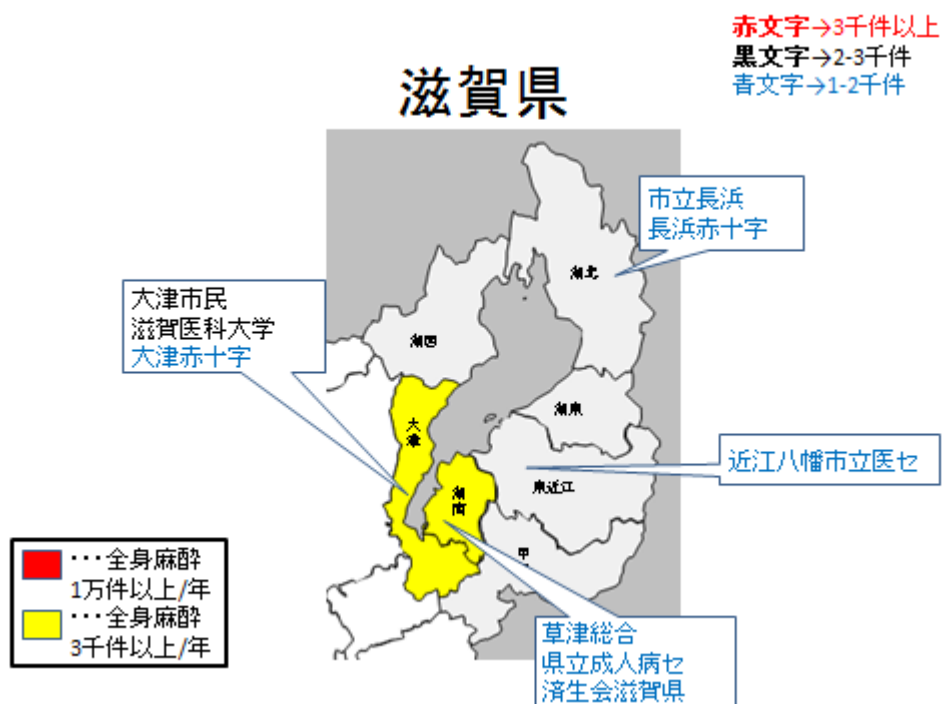 赤文字→3千件以上
黒文字→2-3千件
青文字→1-2千件
滋賀県
市立長浜
長浜赤十字
湖北
大津市民
滋賀医科大学
大津赤十字
湖西
湖東
大津
近江八幡市立医セ
東近江
湖南
甲
・・・全身麻酔
1万件以上/年
・・・全身麻酔
3千件以上/年
草津総合
県立成人病セ
済生会滋賀県